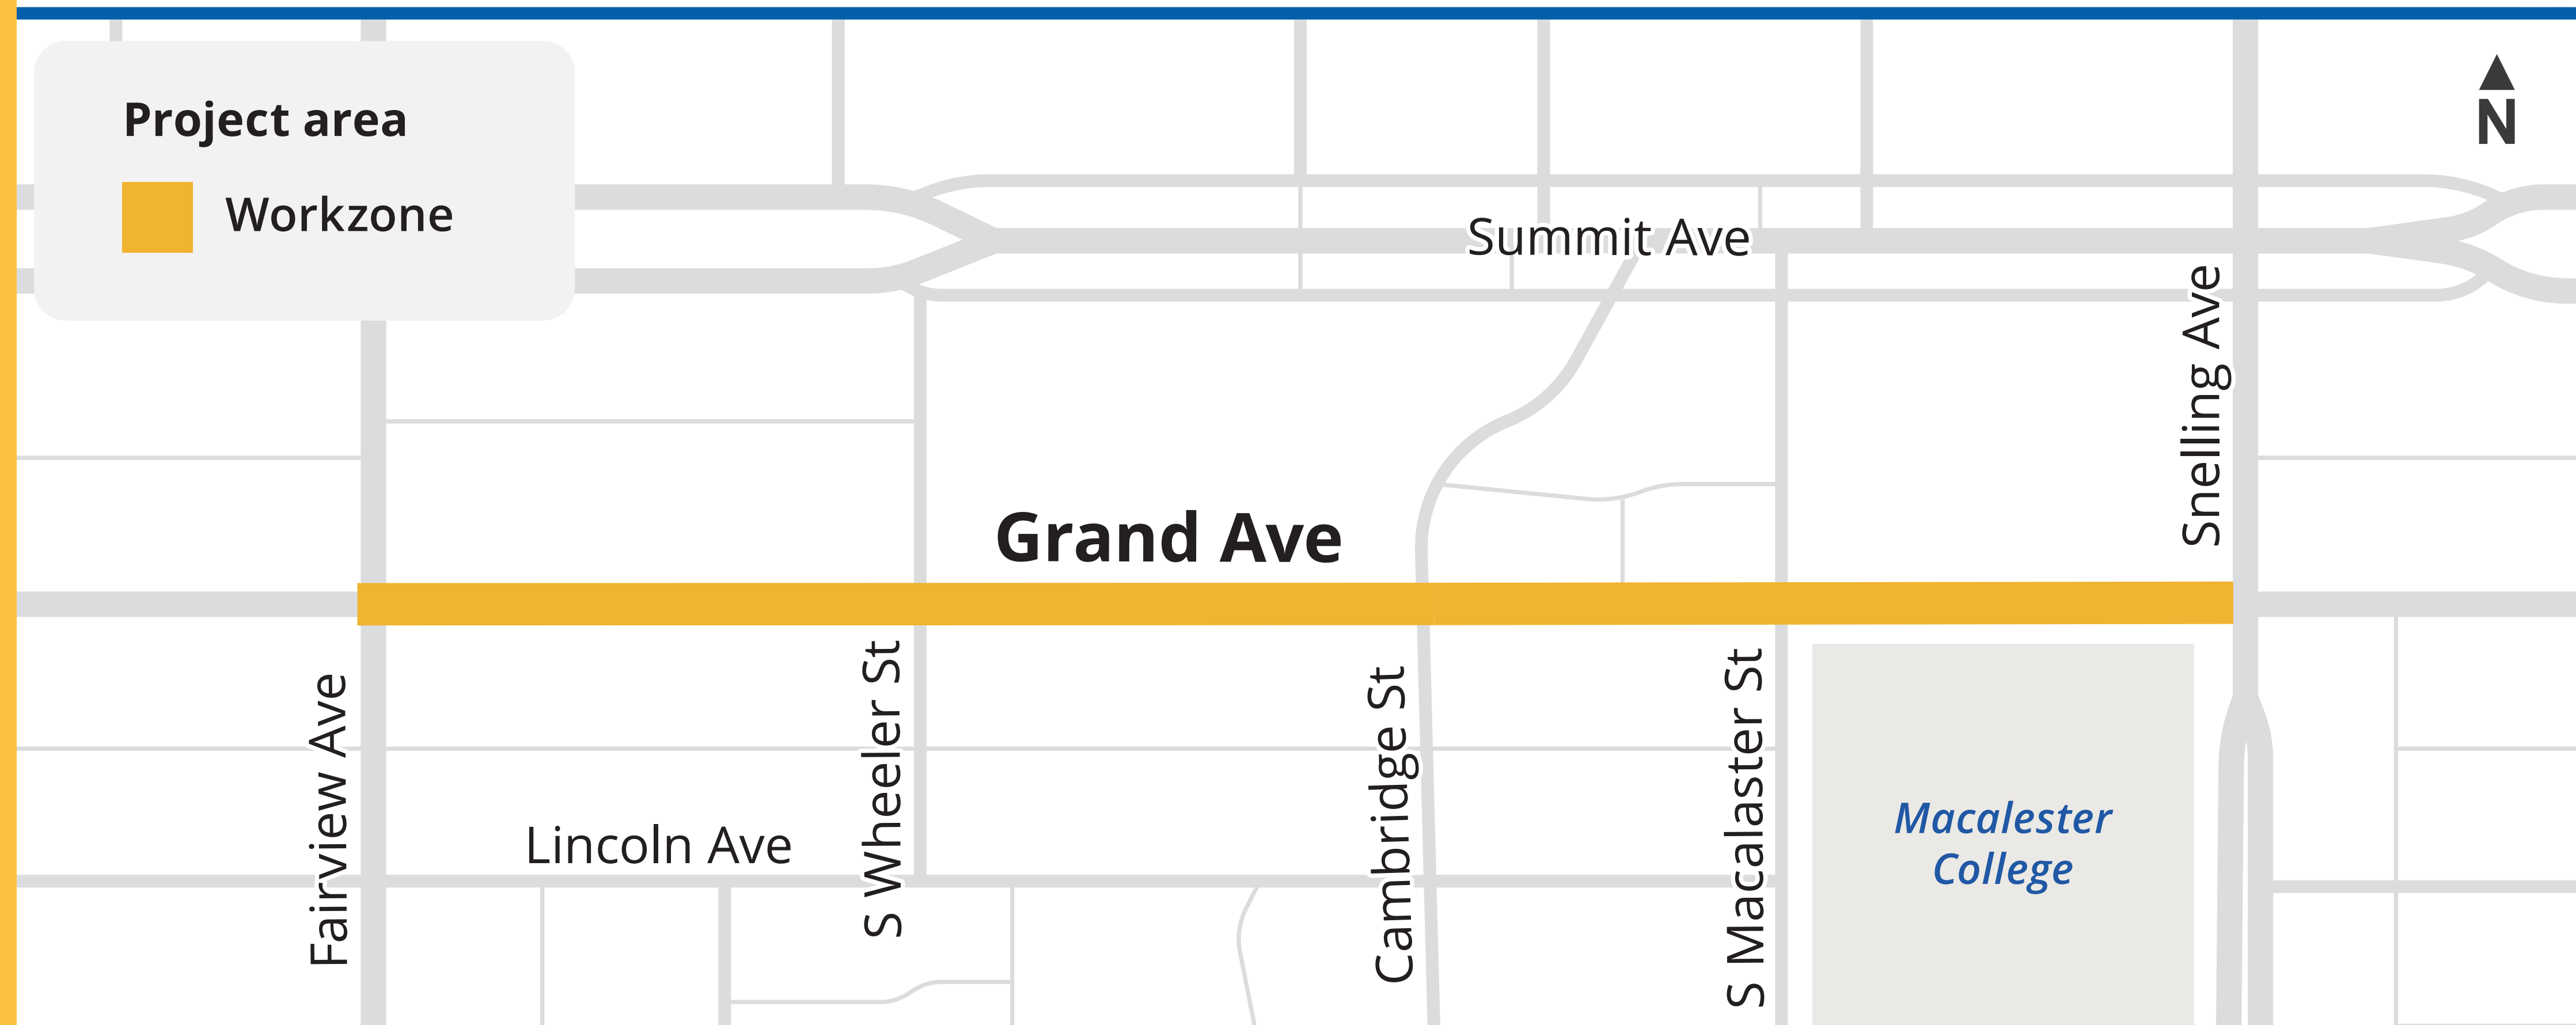 Project area
Workzone
N
Summit Ave
Snelling Ave
Grand Ave
Fairview Ave
S Wheeler St
Cambridge St
S Macalaster St
Lincoln Ave
Macalester
College